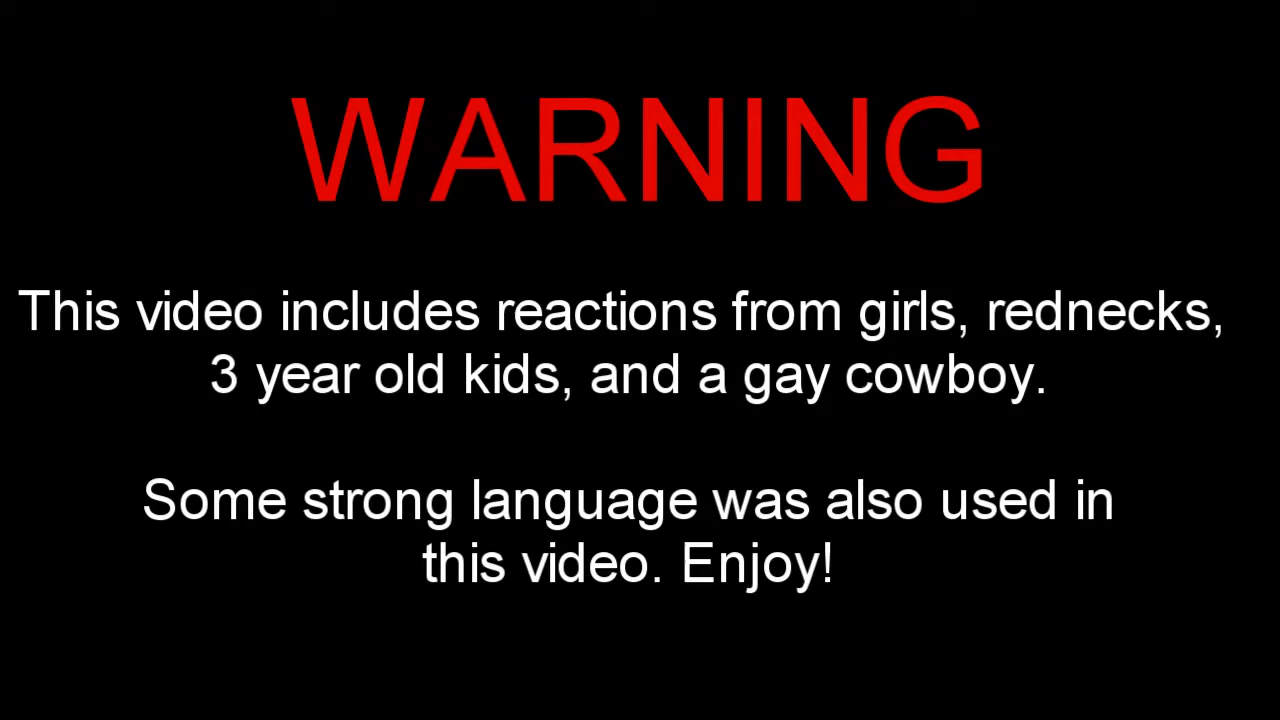 WARNING
This video includes reactions from girls, rednecks,
3 year old kids, and a gay cowboy.
Some strong language was also used in
this video. Enjoy!